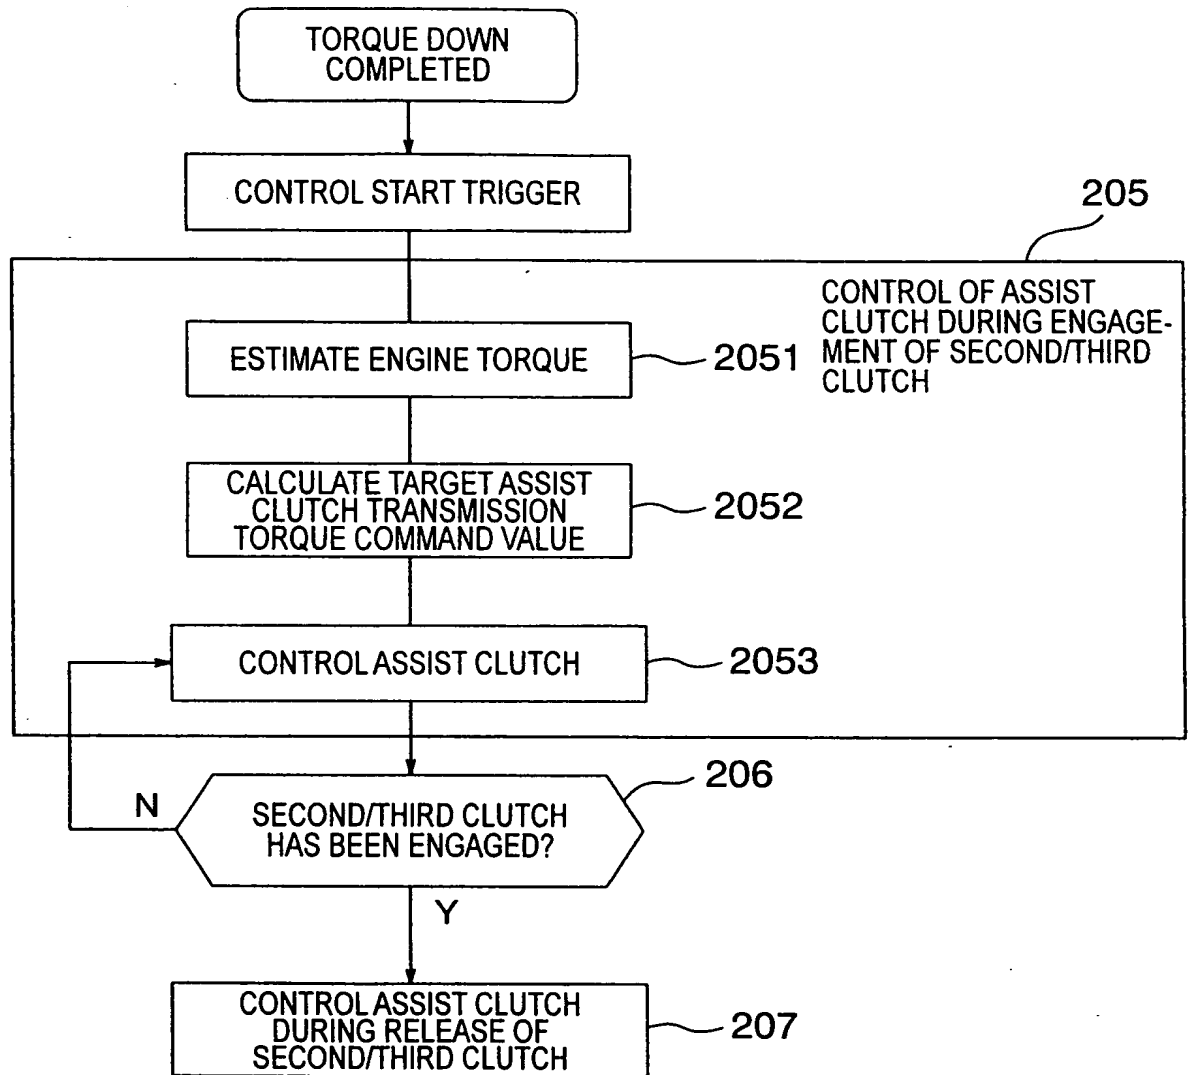 TORQUE DOWN
COMPLETED
CONTROL START TRIGGER
205
CONTROL OF ASSIST
CLUTCH DURING ENGAGE-
MENT OF SECOND/THIRD
CLUTCH
ESTIMATE ENGINE TORQUE
2051
CALCULATE TARGET ASSIST
CLUTCH TRANSMISSION
TORQUE COMMAND VALUE
2052
CONTROL ASSIST CLUTCH
2053
206
N
SECOND/THIRD CLUTCH
HAS BEEN ENGAGED?
Y
CONTROL ASSIST CLUTCH
DURING RELEASE OF
SECOND/THIRD CLUTCH
207